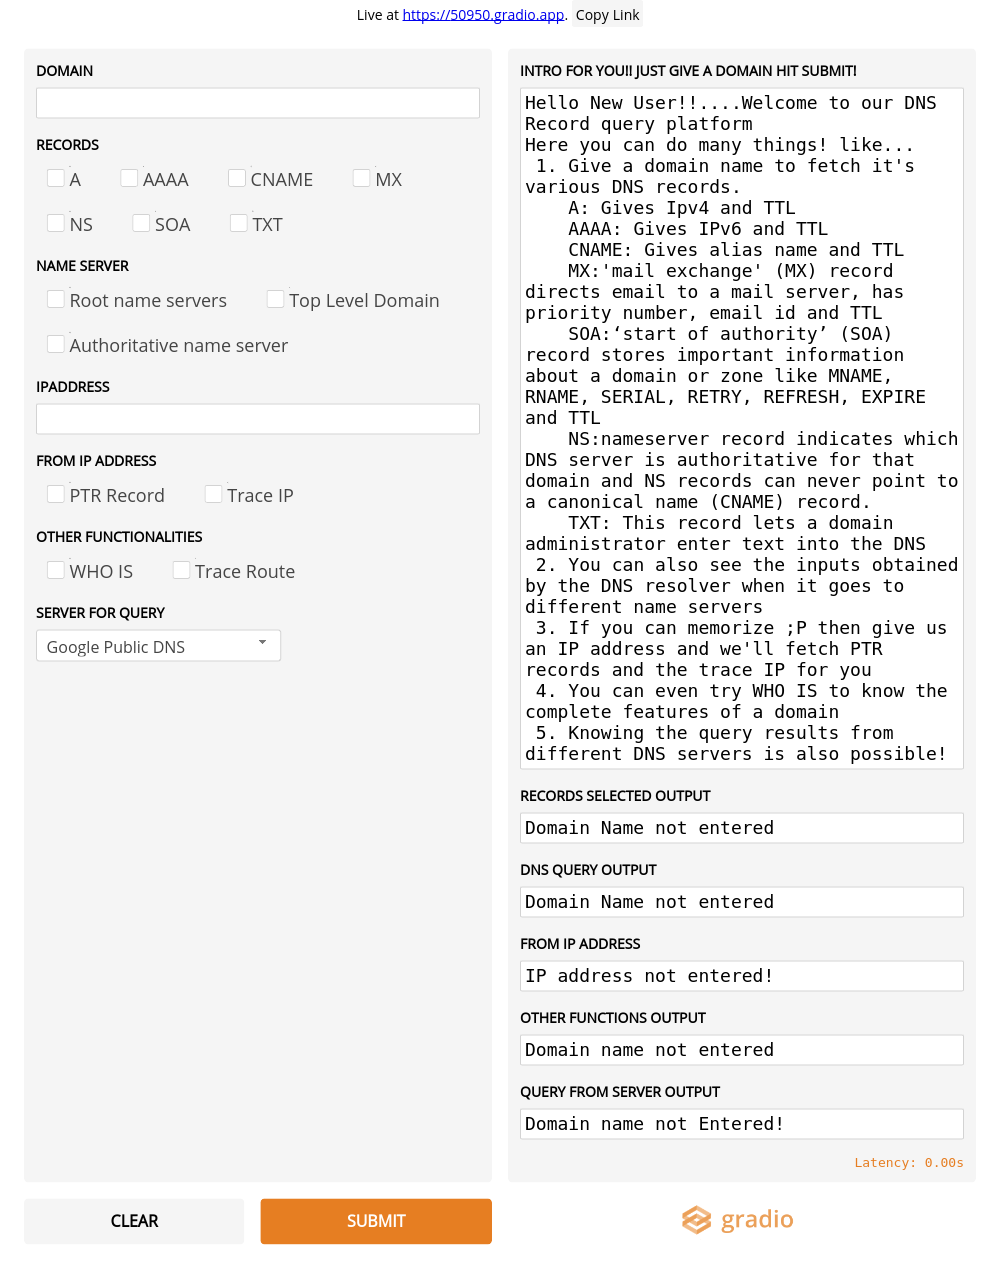 Live at https://50950.gradio.app. Copy Link
DOMAIN
RECORDS
A AAAA CNAME MX
NS SOA TXT
NAME SERVER
Root name servers Top Level Domain
Authoritative name server
IPADDRESS
FROM IP ADDRESS
PTR Record Trace IP
OTHER FUNCTIONALITIES
WHO IS Trace Route
SERVER FOR QUERY
Google Public DNS
CLEAR SUBMIT
INTRO FOR YOU!! JUST GIVE A DOMAIN HIT SUBMIT!
Hello New User!!....Welcome to our DNS
Record query platform
Here you can do many things! like...
1. Give a domain name to fetch it's
various DNS records.
A: Gives Ipv4 and TTL
AAAA: Gives IPv6 and TTL
CNAME: Gives alias name and TTL
MX:'mail exchange' (MX) record
directs email to a mail server, has
priority number, email id and TTL
SOA:‘start of authority’ (SOA)
record stores important information
about a domain or zone like MNAME,
RNAME, SERIAL, RETRY, REFRESH, EXPIRE
and TTL
NS:nameserver record indicates which
DNS server is authoritative for that
domain and NS records can never point to
a canonical name (CNAME) record.
TXT: This record lets a domain
administrator enter text into the DNS
2. You can also see the inputs obtained
by the DNS resolver when it goes to
different name servers
3. If you can memorize ;P then give us
an IP address and we'll fetch PTR
records and the trace IP for you
4. You can even try WHO IS to know the
complete features of a domain
5. Knowing the query results from
different DNS servers is also possible!
RECORDS SELECTED OUTPUT
Domain Name not entered
DNS QUERY OUTPUT
Domain Name not entered
FROM IP ADDRESS
IP address not entered!
OTHER FUNCTIONS OUTPUT
Domain name not entered
QUERY FROM SERVER OUTPUT
Domain name not Entered!
Latency: 0.00s
gradio